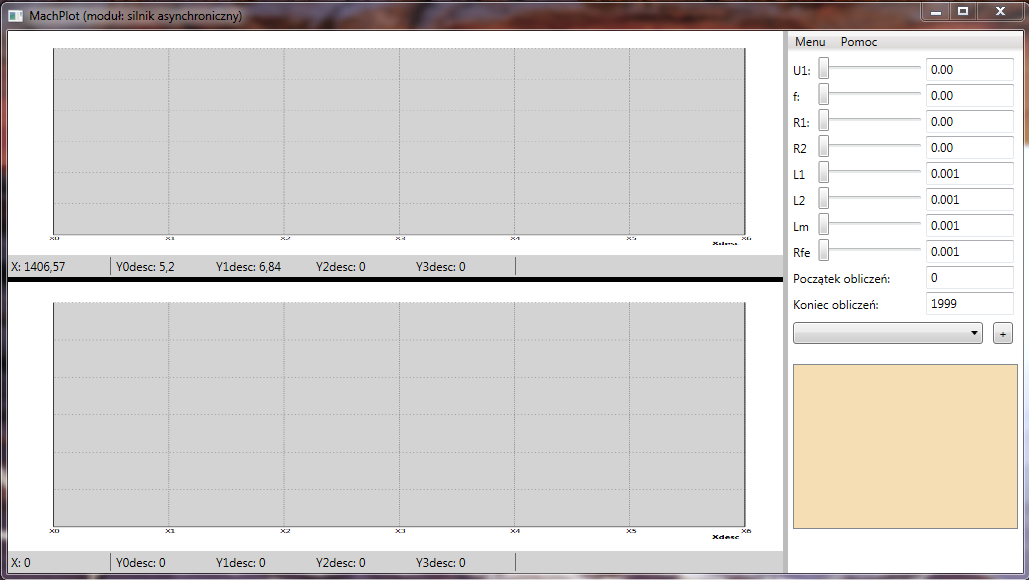 MachPlot (moduł: silnik asynchroniczny)
Menu Pomoc
U1: 0.00
f: 0.00
R1: 0.00
R2 0.00
L1 0.001
L2 0.001
Lm 0.001
Rfe 0.001
Początek obliczeń: 0
Koniec obliczeń: 1999
+
X0 X1 X2 X3 X4 X5 X6
Xdesc
X: 1406,57 Y0desc: 5,2 Y1desc: 6,84 Y2desc: 0 Y3desc: 0
X0 X1 X2 X3 X4 X5 X6
Xdesc
X: 0 Y0desc: 0 Y1desc: 0 Y2desc: 0 Y3desc: 0